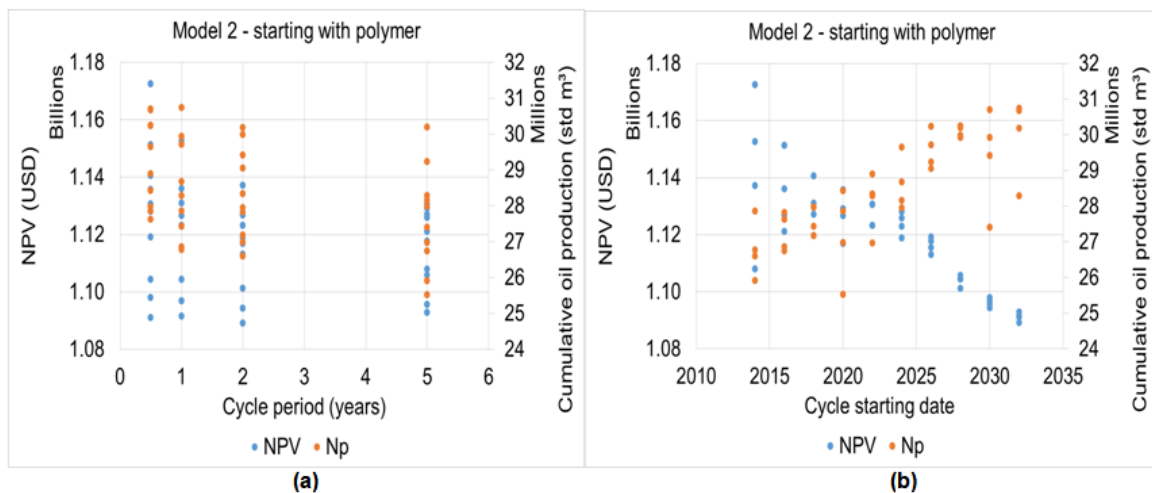 Model 2 - starting with polymer
NPV (USD)
Billions
1.18
1.16
1.14
1.12
1.10
1.08
32
31
30
29
28
27
26
25
24
Millions
Cumulative oil production (std m³)
0 1 2 3 4 5 6
Cycle period (years)
NPV Np
(a)
Model 2 - starting with polymer
NPV (USD)
Billions
1.18
1.16
1.14
1.12
1.10
1.08
32
31
30
29
28
27
26
25
24
Millions
Cumulative oil production (std m³)
2010 2015 2020 2025 2030 2035
Cycle starting date
NPV Np
(b)